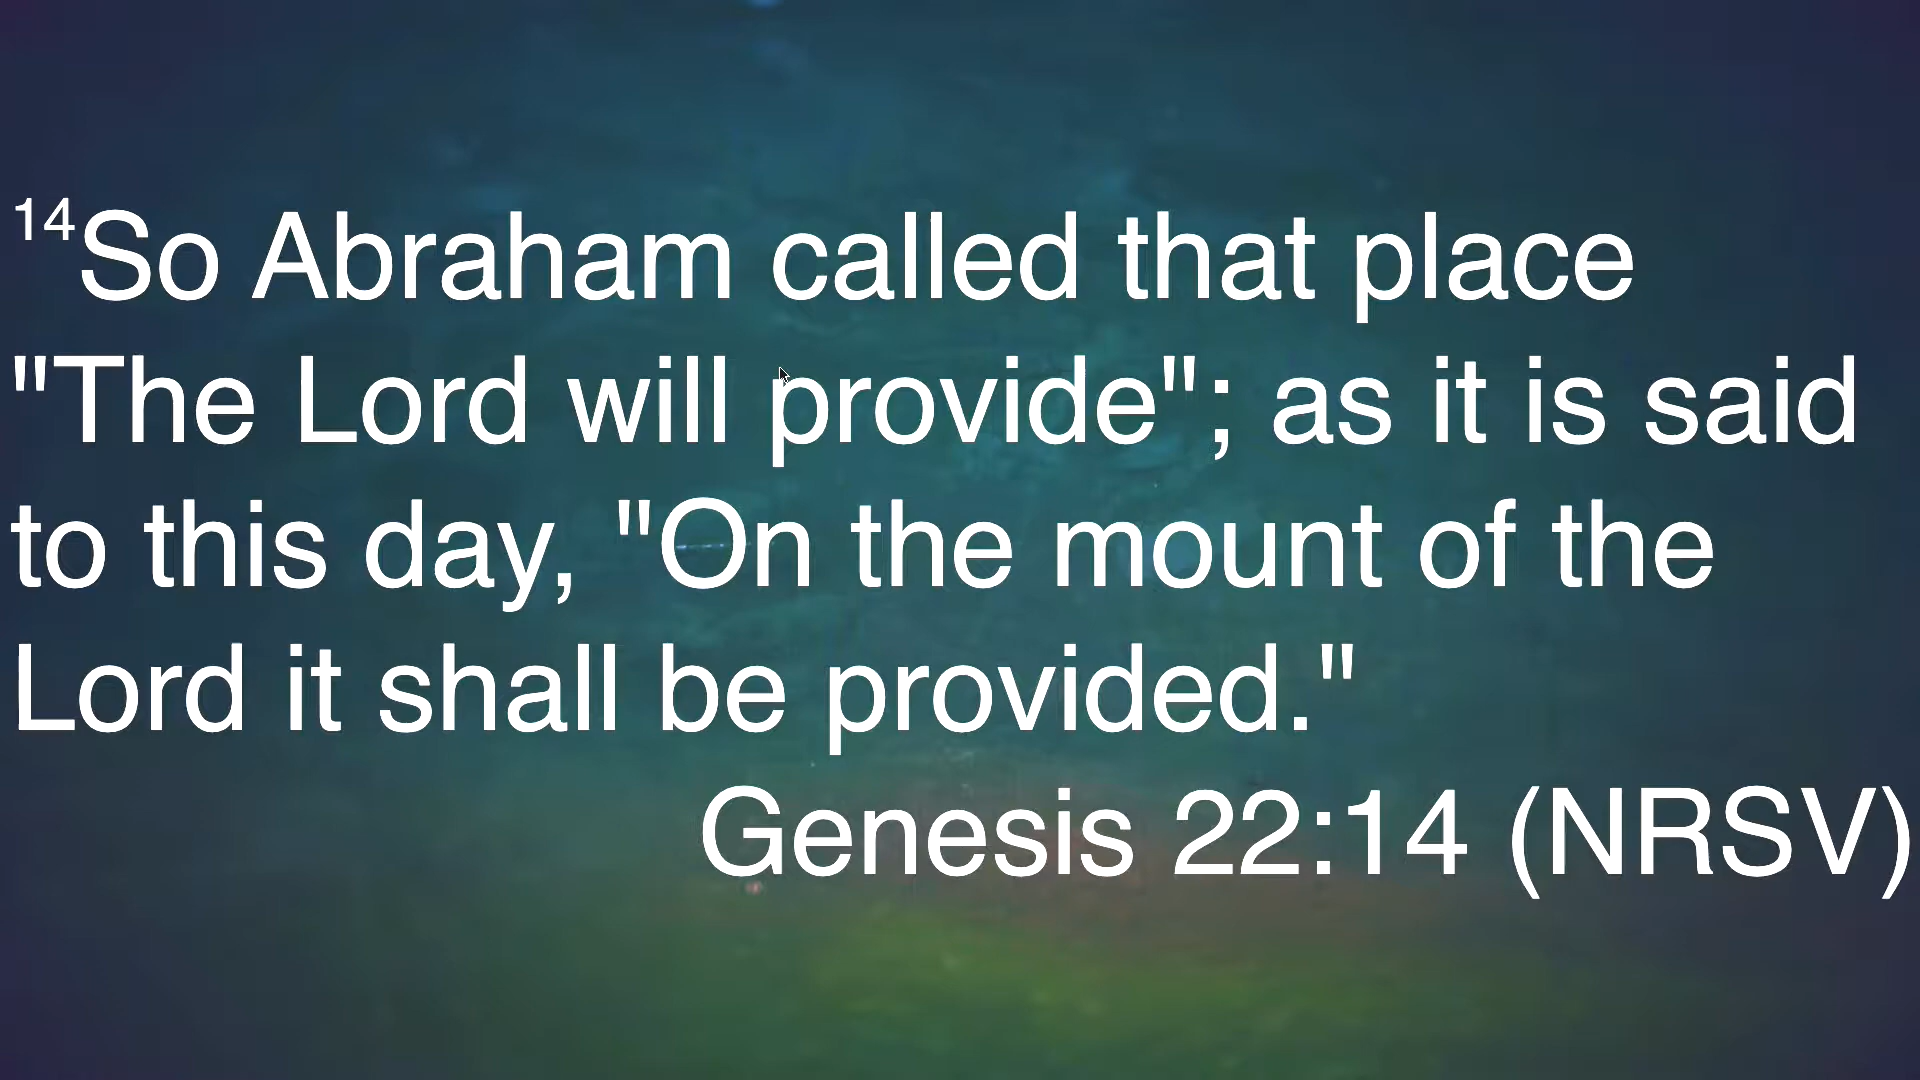 14So Abraham called that place
"The Lord will provide"; as it is said
to this day, "On the mount of the
Lord it shall be provided."
Genesis 22:14 (NRSV)